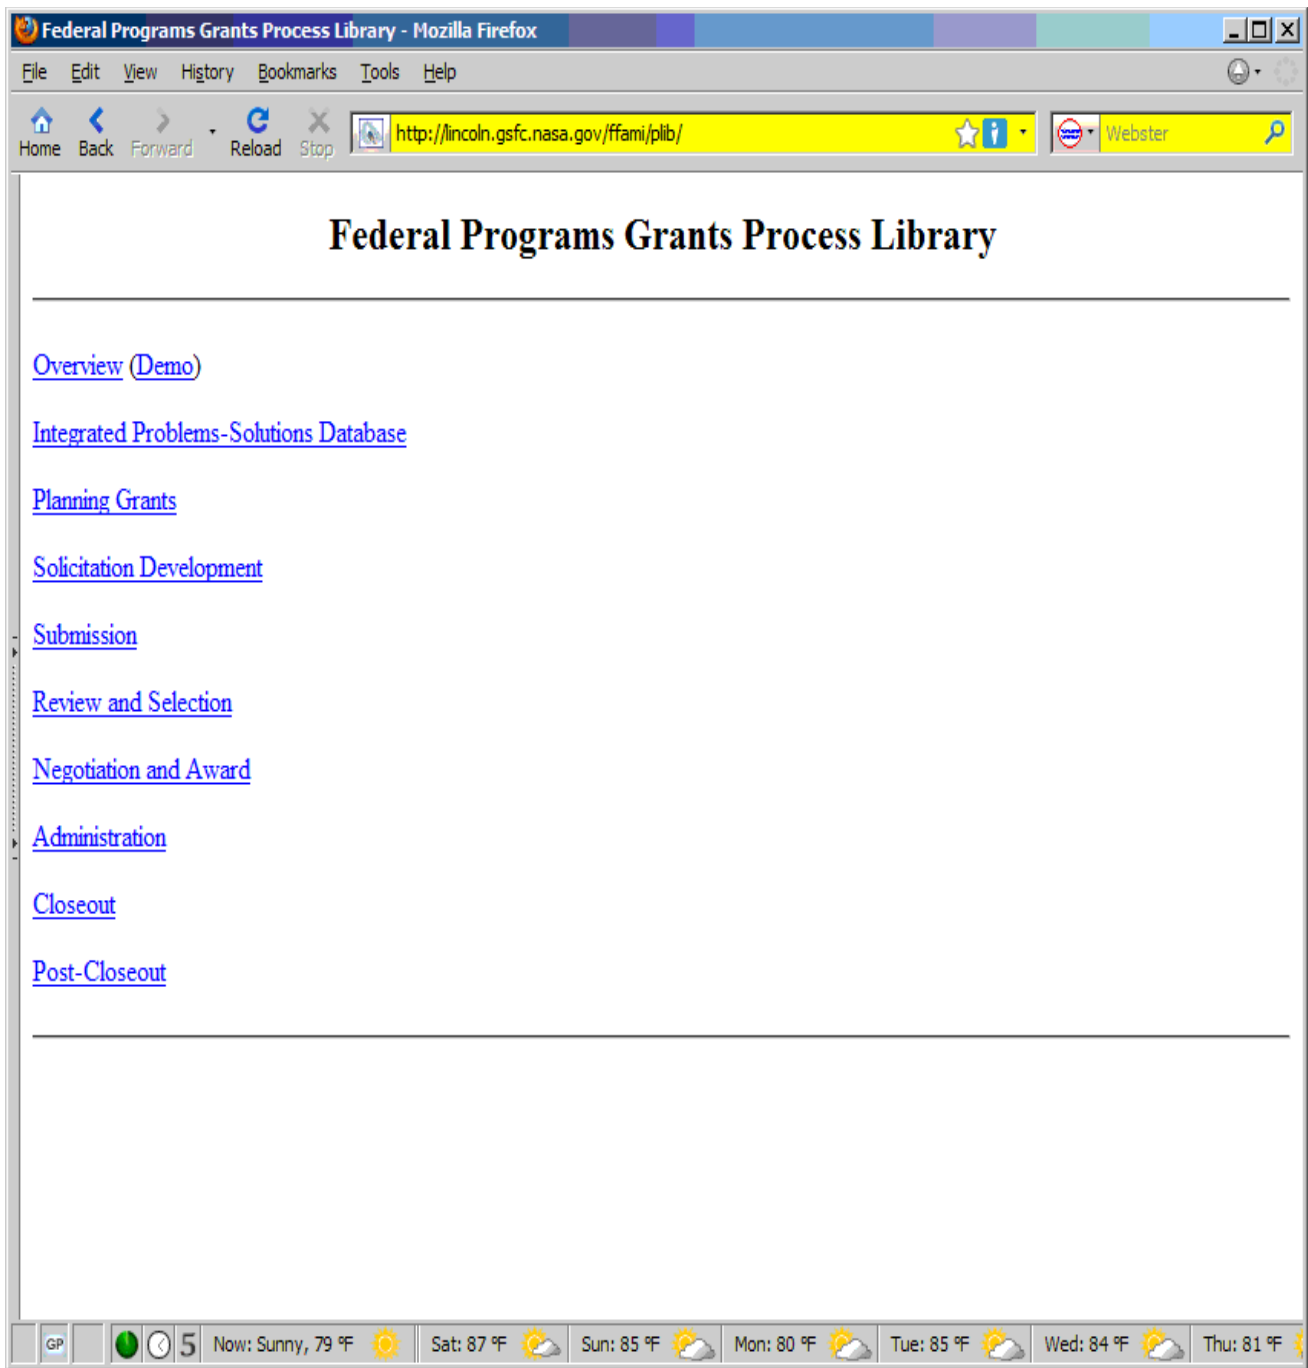 Federal Programs Grants Process Library - Mozilla Firefox
File Edit View History Bookmarks Tools Help
Home Back Forward Reload Stop http://lincoln.gsfc.nasa.gov/ffami/plib/ Webster
Federal Programs Grants Process Library
Overview (Demo)
Integrated Problems-Solutions Database
Planning Grants
Solicitation Development
Submission
Review and Selection
Negotiation and Award
Administration
Closeout
Post-Closeout
GP 5 Now: Sunny, 79 °F Sat: 87 °F Sun: 85 °F Mon: 80 °F Tue: 85 °F Wed: 84 °F Thu: 81 °F